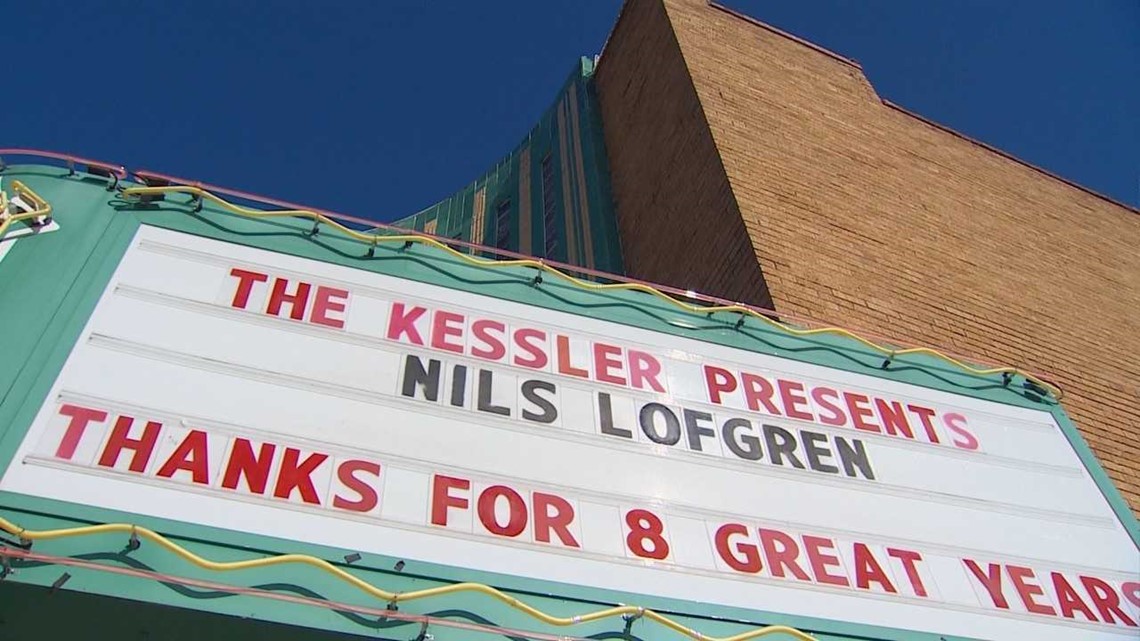 THE KESSLER PRESENTS
NILS LOFGREN
THANKS FOR 8 GREAT YEARS